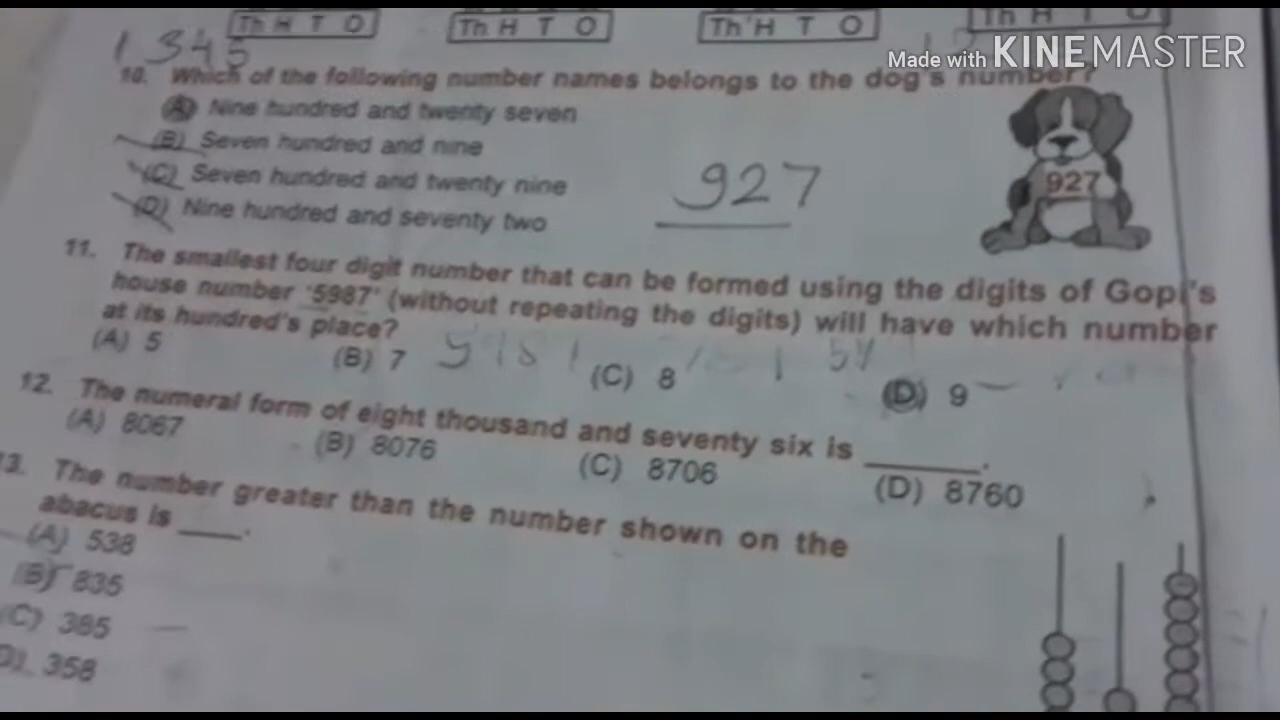 Th H T O Th H T O Th H T O Th H T O
1 345
Made with KINEMASTER
10. Which of the following number names belongs to the dog's number?
(A) Nine hundred and twenty seven
(B) Seven hundred and nine
(C) Seven hundred and twenty nine
(D) Nine hundred and seventy two
927
927
11. The smallest four digit number that can be formed using the digits of Gopi's
house number '5987' (without repeating the digits) will have which number
at its hundred's place?
(A) 5 (B) 7 (C) 8 (D) 9
12. The numeral form of eight thousand and seventy six is ______.
(A) 8067 (B) 8076 (C) 8706 (D) 8760
13. The number greater than the number shown on the
abacus is ____.
(A) 538
(B) 835
(C) 385
(D) 358